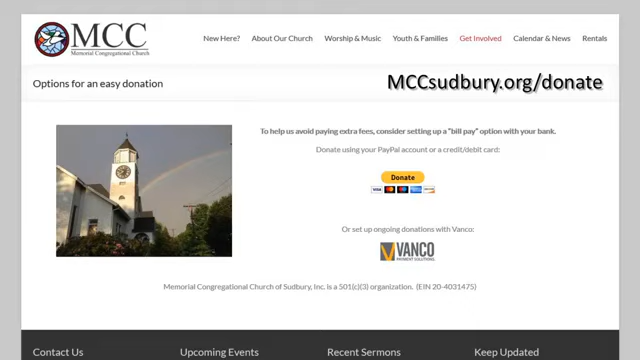 MCC
Memorial Congregational Church
New Here? About Our Church Worship & Music Youth & Families Get Involved Calendar & News Rentals
Options for an easy donation
MCCsudbury.org/donate
To help us avoid paying extra fees, consider setting up a "bill pay" option with your bank.
Donate using your PayPal account or a credit/debit card:
Donate
VISA
Or set up ongoing donations with Vanco:
VANCO
PAYMENT SOLUTIONS
Memorial Congregational Church of Sudbury, Inc. is a 501(c)(3) organization. (EIN 20-4031475)
Contact Us Upcoming Events Recent Sermons Keep Updated